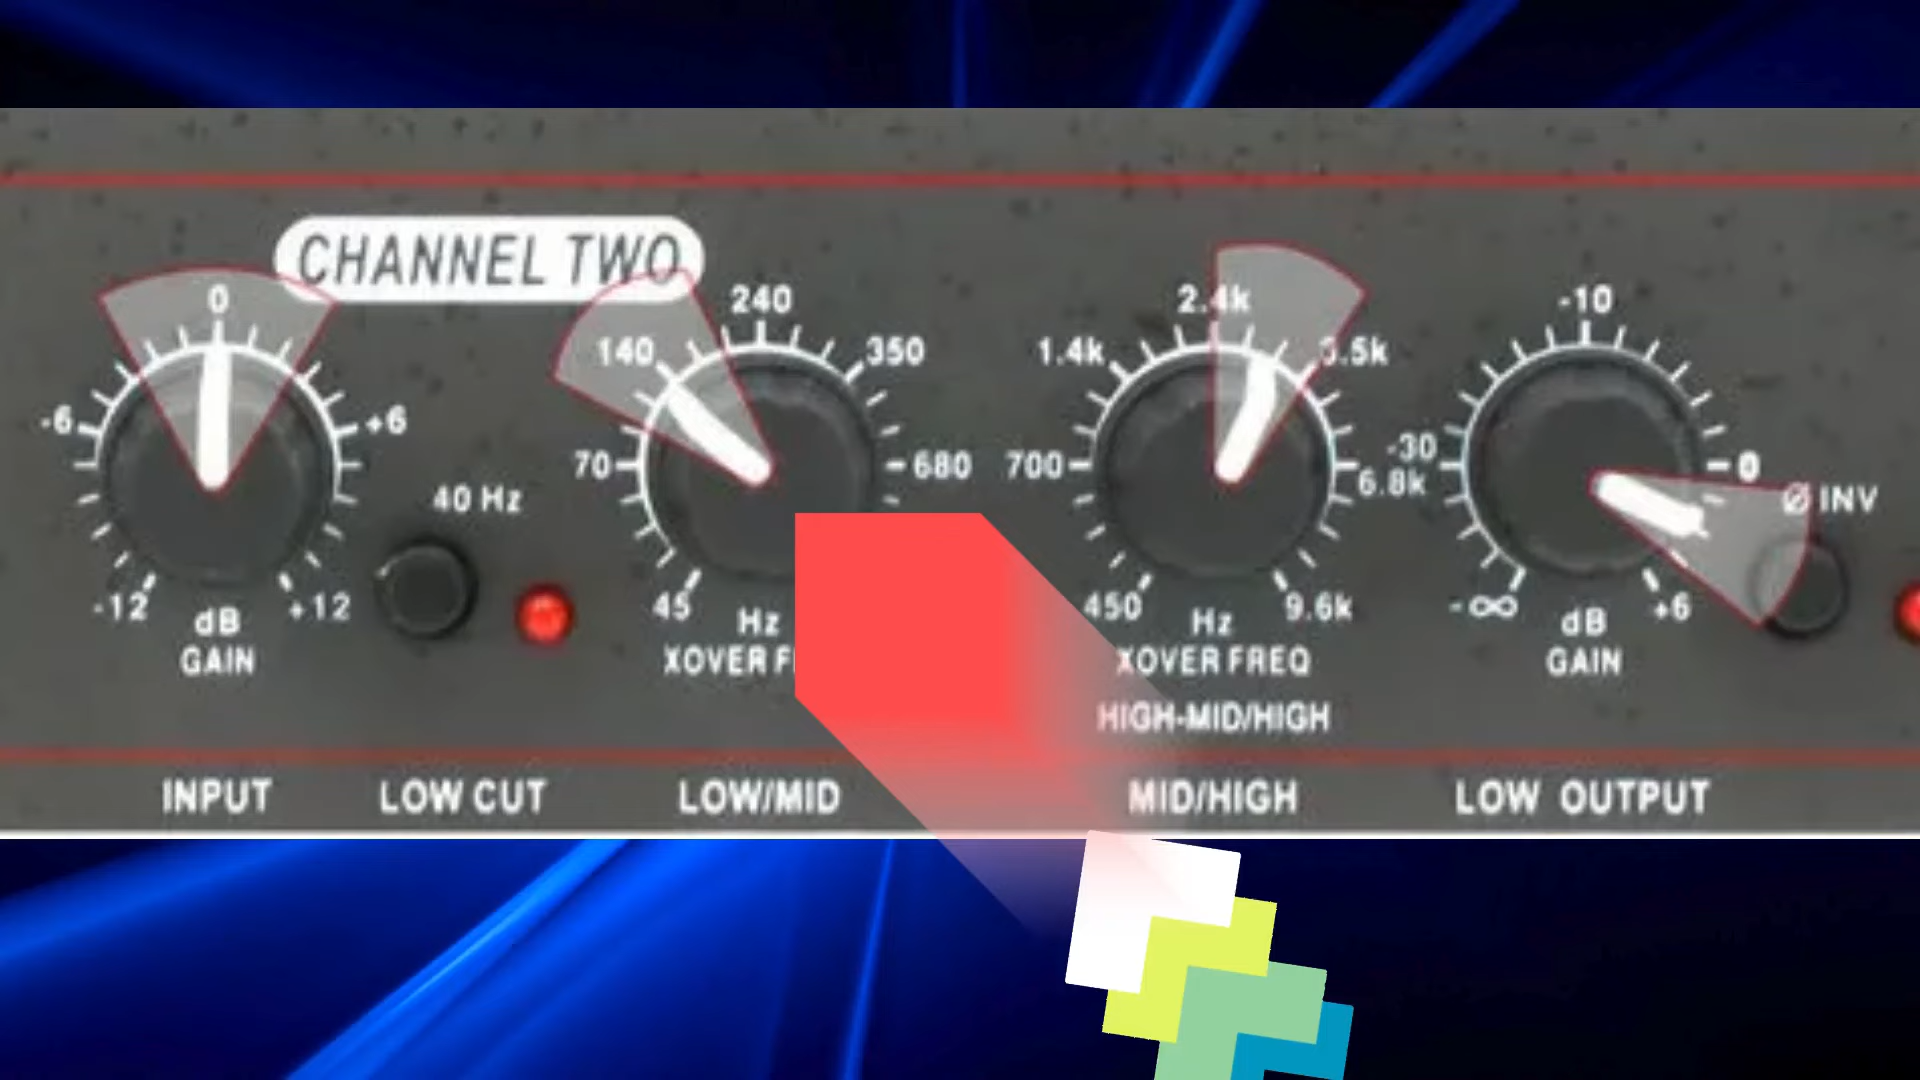 CHANNEL TWO
0
-6
+6
-12
+12
dB
GAIN
40 Hz
240
140
350
70
680
45
Hz
XOVER
2.4k
1.4k
3.5k
700
6.8k
450
9.6k
Hz
XOVER FREQ
HIGH-MID/HIGH
-10
-30
0
-∞
+6
dB
GAIN
Ø INV
INPUT
LOW CUT
LOW/MID
MID/HIGH
LOW OUTPUT